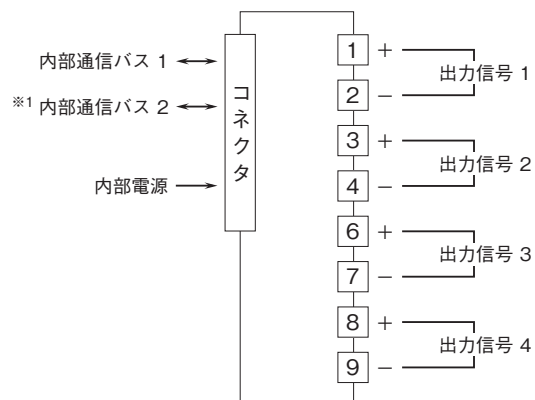 内部通信バス 1
※1 内部通信バス 2
内部電源
コネクタ
1 +
2 −
出力信号 1
3 +
4 −
出力信号 2
6 +
7 −
出力信号 3
8 +
9 −
出力信号 4